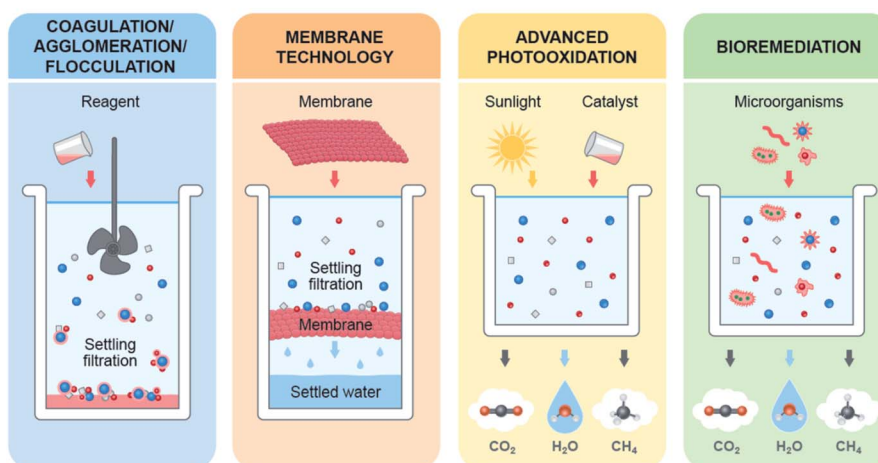 COAGULATION/
AGGLOMERATION/
FLOCCULATION
Reagent
Settling
filtration
MEMBRANE
TECHNOLOGY
Membrane
Settling
filtration
Membrane
Settled water
ADVANCED
PHOTOOXIDATION
Sunlight Catalyst
CO₂ H₂O CH₄
BIOREMEDIATION
Microorganisms
CO₂ H₂O CH₄